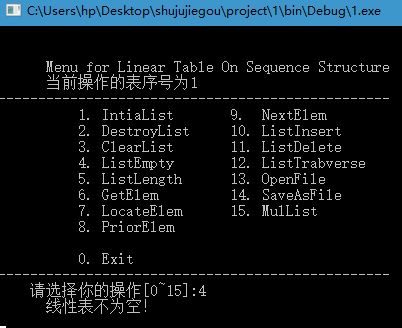 C:\Users\hp\Desktop\shujujiegou\project\1\bin\Debug\1.exe
Menu for Linear Table On Sequence Structure
当前操作的表序号为1
-------------------------------------------------
1. IntiaList 9. NextElem
2. DestroyList 10. ListInsert
3. ClearList 11. ListDelete
4. ListEmpty 12. ListTrabverse
5. ListLength 13. OpenFile
6. GetElem 14. SaveAsFile
7. LocateElem 15. MulList
8. PriorElem
0. Exit
-------------------------------------------------
请选择你的操作[0~15]:4
线性表不为空!